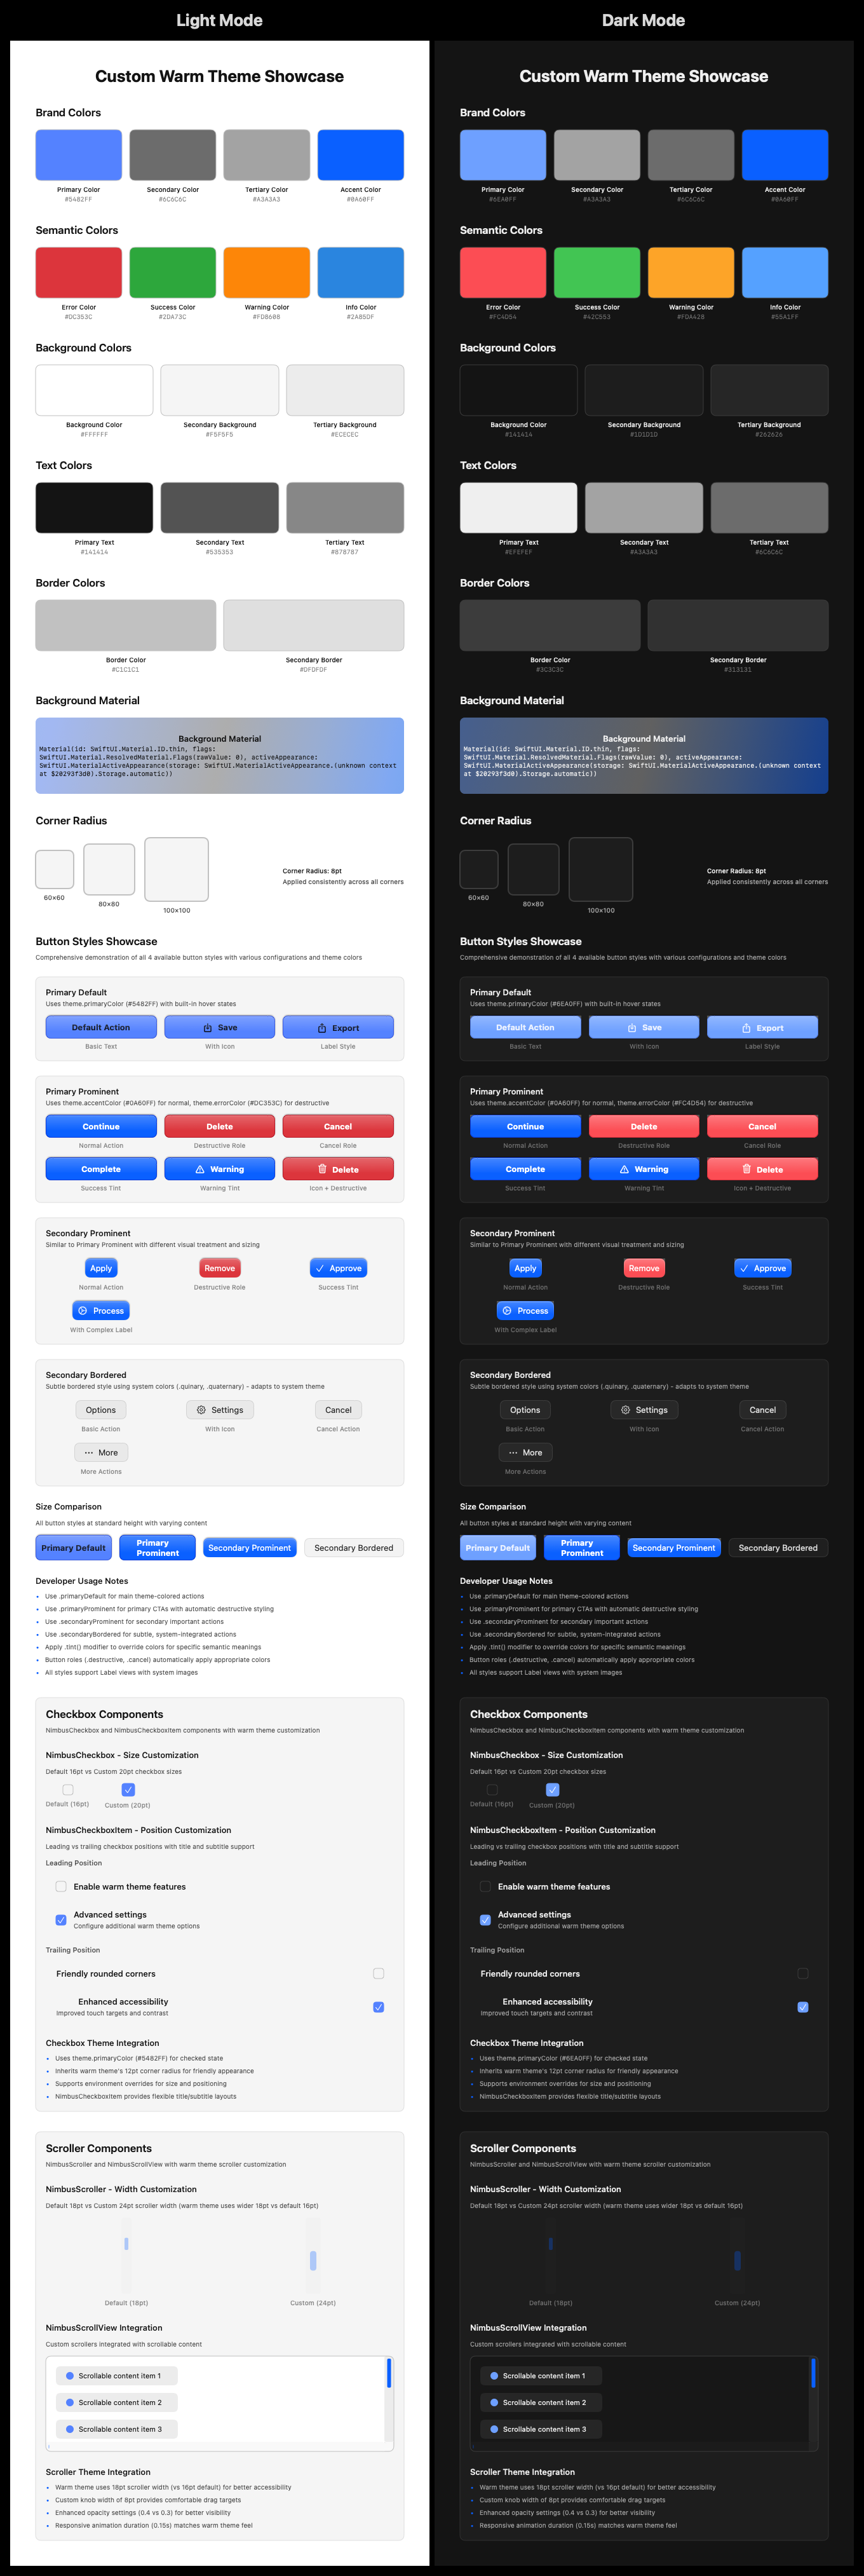 Light Mode
Custom Warm Theme Showcase
Brand Colors
Primary Color Secondary Color Tertiary Color Accent Color
#5482FF #6C6C6C #A3A3A3 #0A60FF
Semantic Colors
Error Color Success Color Warning Color Info Color
#DC353C #2DA73C #FD8608 #2A85DF
Background Colors
Background Color Secondary Background Tertiary Background
#FFFFFF #F5F5F5 #ECECEC
Text Colors
Primary Text Secondary Text Tertiary Text
#141414 #535353 #878787
Border Colors
Border Color Secondary Border
#C1C1C1 #DFDFDF
Background Material
Background Material
Material(id: SwiftUI.Material.ID.thin, flags:
SwiftUI.Material.ResolvedMaterial.Flags(rawValue: 0), activeAppearance:
SwiftUI.MaterialActiveAppearance(storage: SwiftUI.MaterialActiveAppearance.(unknown context
at $20293f3d0).Storage.automatic))
Corner Radius
Corner Radius: 8pt
Applied consistently across all corners
60×60
80×80
100×100
Button Styles Showcase
Comprehensive demonstration of all 4 available button styles with various configurations and theme colors
Primary Default
Uses theme.primaryColor (#5482FF) with built-in hover states
Default Action Save Export
Basic Text With Icon Label Style
Primary Prominent
Uses theme.accentColor (#0A60FF) for normal, theme.errorColor (#DC353C) for destructive
Continue Delete Cancel
Normal Action Destructive Role Cancel Role
Complete Warning Delete
Success Tint Warning Tint Icon + Destructive
Secondary Prominent
Similar to Primary Prominent with different visual treatment and sizing
Apply Remove Approve
Normal Action Destructive Role Success Tint
Process
With Complex Label
Secondary Bordered
Subtle bordered style using system colors (.quinary, .quaternary) - adapts to system theme
Options Settings Cancel
Basic Action With Icon Cancel Action
More
More Actions
Size Comparison
All button styles at standard height with varying content
Primary Default Primary Prominent Secondary Prominent Secondary Bordered
Developer Usage Notes
• Use .primaryDefault for main theme-colored actions
• Use .primaryProminent for primary CTAs with automatic destructive styling
• Use .secondaryProminent for secondary important actions
• Use .secondaryBordered for subtle, system-integrated actions
• Apply .tint() modifier to override colors for specific semantic meanings
• Button roles (.destructive, .cancel) automatically apply appropriate colors
• All styles support Label views with system images
Checkbox Components
NimbusCheckbox and NimbusCheckboxItem components with warm theme customization
NimbusCheckbox - Size Customization
Default 16pt vs Custom 20pt checkbox sizes
Default (16pt) Custom (20pt)
NimbusCheckboxItem - Position Customization
Leading vs trailing checkbox positions with title and subtitle support
Leading Position
Enable warm theme features
Advanced settings
Configure additional warm theme options
Trailing Position
Friendly rounded corners
Enhanced accessibility
Improved touch targets and contrast
Checkbox Theme Integration
• Uses theme.primaryColor (#5482FF) for checked state
• Inherits warm theme's 12pt corner radius for friendly appearance
• Supports environment overrides for size and positioning
• NimbusCheckboxItem provides flexible title/subtitle layouts
Scroller Components
NimbusScroller and NimbusScrollView with warm theme scroller customization
NimbusScroller - Width Customization
Default 18pt vs Custom 24pt scroller width (warm theme uses wider 18pt vs default 16pt)
Default (18pt) Custom (24pt)
NimbusScrollView Integration
Custom scrollers integrated with scrollable content
Scrollable content item 1
Scrollable content item 2
Scrollable content item 3
Scroller Theme Integration
• Warm theme uses 18pt scroller width (vs 16pt default) for better accessibility
• Custom knob width of 8pt provides comfortable drag targets
• Enhanced opacity settings (0.4 vs 0.3) for better visibility
• Responsive animation duration (0.15s) matches warm theme feel
Dark Mode
Custom Warm Theme Showcase
Brand Colors
Primary Color Secondary Color Tertiary Color Accent Color
#6EA0FF #A3A3A3 #6C6C6C #0A60FF
Semantic Colors
Error Color Success Color Warning Color Info Color
#FC4D54 #42C553 #FDA428 #55A1FF
Background Colors
Background Color Secondary Background Tertiary Background
#141414 #1D1D1D #262626
Text Colors
Primary Text Secondary Text Tertiary Text
#EFEFEF #A3A3A3 #6C6C6C
Border Colors
Border Color Secondary Border
#3C3C3C #313131
Background Material
Background Material
Material(id: SwiftUI.Material.ID.thin, flags:
SwiftUI.Material.ResolvedMaterial.Flags(rawValue: 0), activeAppearance:
SwiftUI.MaterialActiveAppearance(storage: SwiftUI.MaterialActiveAppearance.(unknown context
at $20293f3d0).Storage.automatic))
Corner Radius
Corner Radius: 8pt
Applied consistently across all corners
60×60
80×80
100×100
Button Styles Showcase
Comprehensive demonstration of all 4 available button styles with various configurations and theme colors
Primary Default
Uses theme.primaryColor (#6EA0FF) with built-in hover states
Default Action Save Export
Basic Text With Icon Label Style
Primary Prominent
Uses theme.accentColor (#0A60FF) for normal, theme.errorColor (#FC4D54) for destructive
Continue Delete Cancel
Normal Action Destructive Role Cancel Role
Complete Warning Delete
Success Tint Warning Tint Icon + Destructive
Secondary Prominent
Similar to Primary Prominent with different visual treatment and sizing
Apply Remove Approve
Normal Action Destructive Role Success Tint
Process
With Complex Label
Secondary Bordered
Subtle bordered style using system colors (.quinary, .quaternary) - adapts to system theme
Options Settings Cancel
Basic Action With Icon Cancel Action
More
More Actions
Size Comparison
All button styles at standard height with varying content
Primary Default Primary Prominent Secondary Prominent Secondary Bordered
Developer Usage Notes
• Use .primaryDefault for main theme-colored actions
• Use .primaryProminent for primary CTAs with automatic destructive styling
• Use .secondaryProminent for secondary important actions
• Use .secondaryBordered for subtle, system-integrated actions
• Apply .tint() modifier to override colors for specific semantic meanings
• Button roles (.destructive, .cancel) automatically apply appropriate colors
• All styles support Label views with system images
Checkbox Components
NimbusCheckbox and NimbusCheckboxItem components with warm theme customization
NimbusCheckbox - Size Customization
Default 16pt vs Custom 20pt checkbox sizes
Default (16pt) Custom (20pt)
NimbusCheckboxItem - Position Customization
Leading vs trailing checkbox positions with title and subtitle support
Leading Position
Enable warm theme features
Advanced settings
Configure additional warm theme options
Trailing Position
Friendly rounded corners
Enhanced accessibility
Improved touch targets and contrast
Checkbox Theme Integration
• Uses theme.primaryColor (#6EA0FF) for checked state
• Inherits warm theme's 12pt corner radius for friendly appearance
• Supports environment overrides for size and positioning
• NimbusCheckboxItem provides flexible title/subtitle layouts
Scroller Components
NimbusScroller and NimbusScrollView with warm theme scroller customization
NimbusScroller - Width Customization
Default 18pt vs Custom 24pt scroller width (warm theme uses wider 18pt vs default 16pt)
Default (18pt) Custom (24pt)
NimbusScrollView Integration
Custom scrollers integrated with scrollable content
Scrollable content item 1
Scrollable content item 2
Scrollable content item 3
Scroller Theme Integration
• Warm theme uses 18pt scroller width (vs 16pt default) for better accessibility
• Custom knob width of 8pt provides comfortable drag targets
• Enhanced opacity settings (0.4 vs 0.3) for better visibility
• Responsive animation duration (0.15s) matches warm theme feel